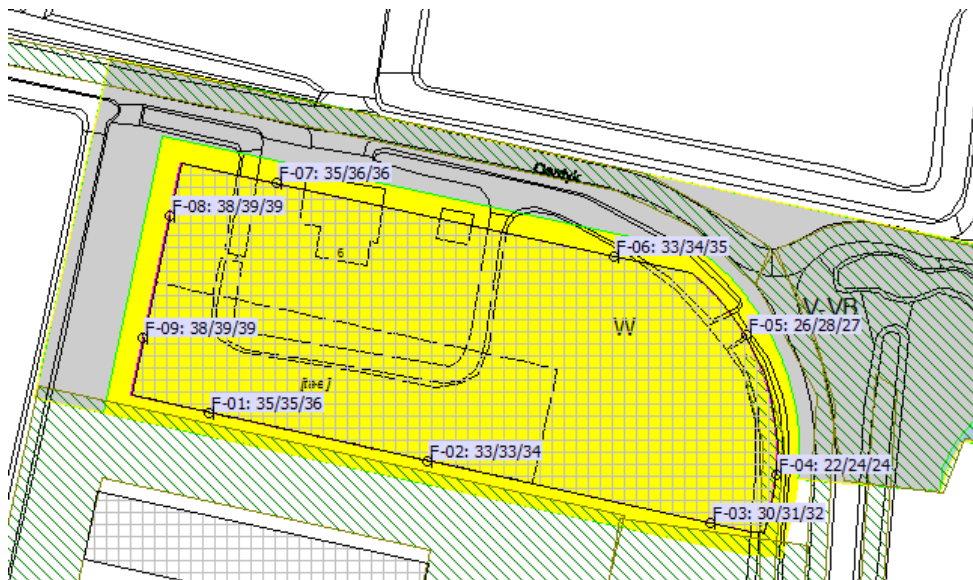 F-07: 35/36/36
F-08: 38/39/39
F-06: 33/34/35
6
W
V-VB
F-05: 26/28/27
F-09: 38/39/39
F-01: 35/35/36
F-02: 33/33/34
F-04: 22/24/24
F-03: 30/31/32